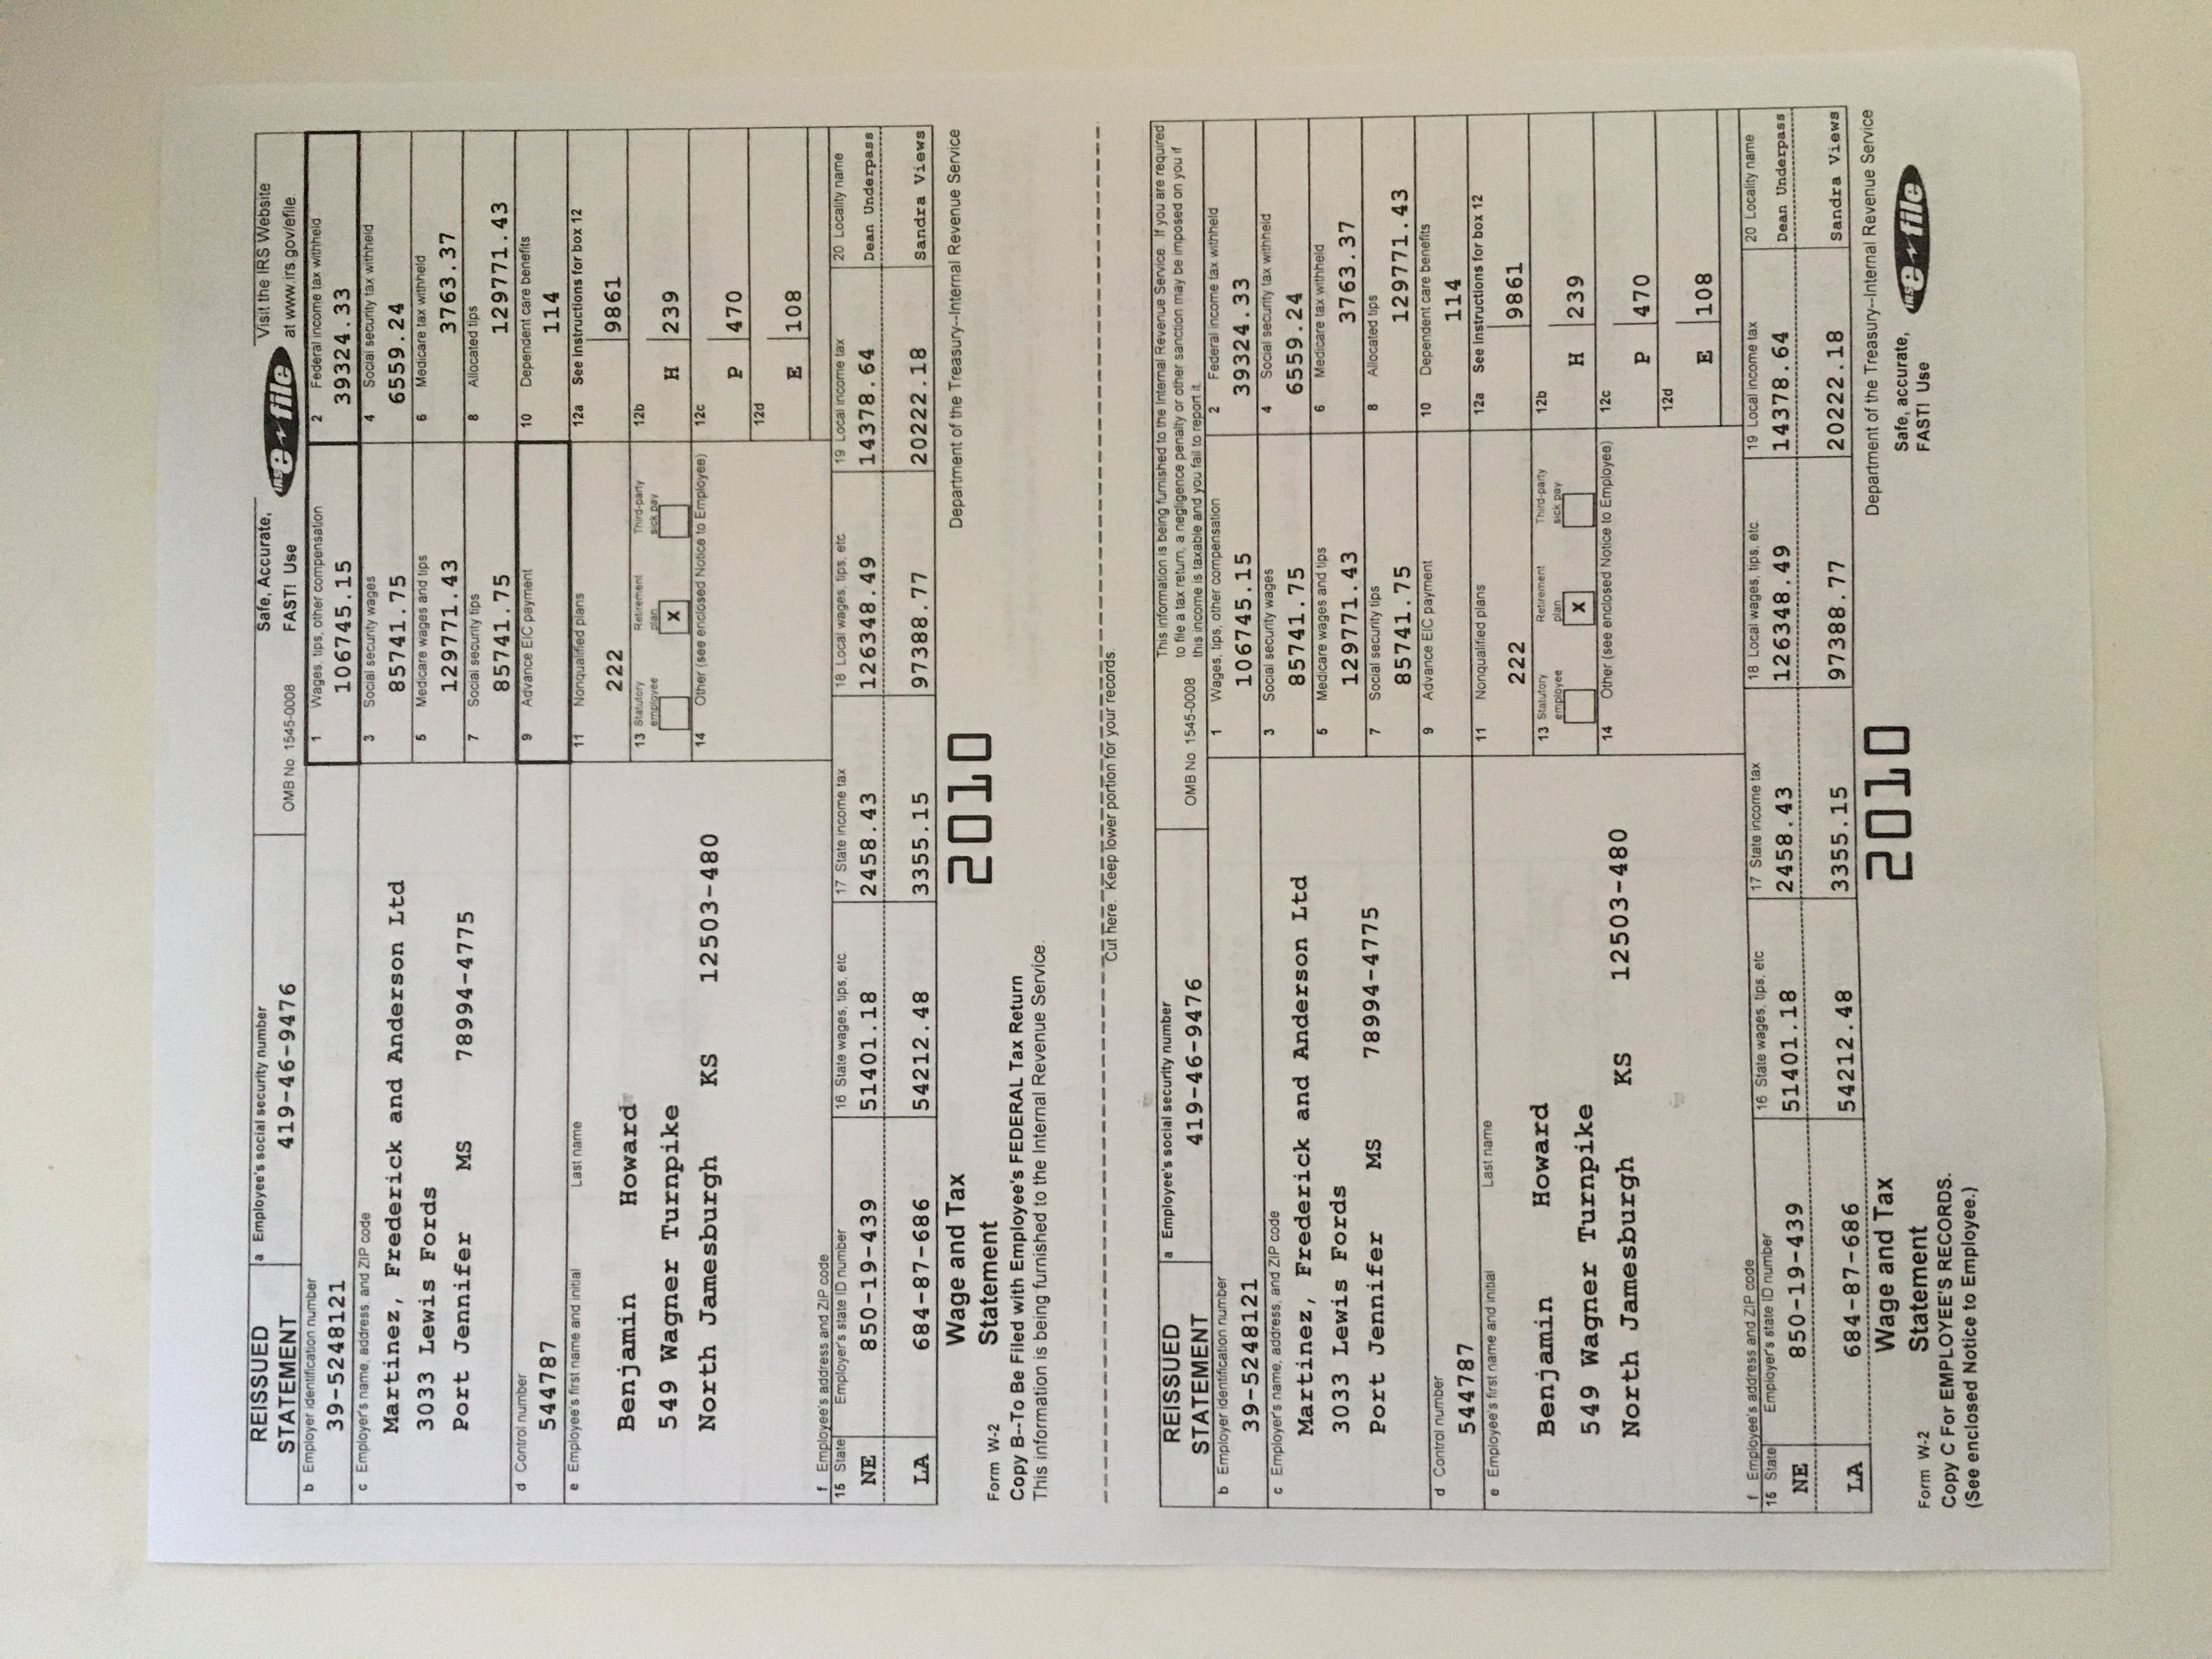 REISSUED STATEMENT
a Employee's social security number
419-46-9476
OMB No. 1545-0008
Safe, Accurate, FAST! Use
IRS e-file
Visit the IRS Website at www.irs.gov/efile.
b Employer identification number
39-5248121
1 Wages, tips, other compensation
106745.15
2 Federal income tax withheld
39324.33
c Employer's name, address, and ZIP code
Martinez, Frederick and Anderson Ltd
3033 Lewis Fords
Port Jennifer MS 78994-4775
3 Social security wages
85741.75
4 Social security tax withheld
6559.24
5 Medicare wages and tips
129771.43
6 Medicare tax withheld
3763.37
7 Social security tips
85741.75
8 Allocated tips
129771.43
d Control number
544787
9 Advance EIC payment
10 Dependent care benefits
114
e Employee's first name and initial Last name
Benjamin Howard
549 Wagner Turnpike
North Jamesburgh KS 12503-480
11 Nonqualified plans
222
12a See instructions for box 12
9861
13 Statutory employee Retirement plan Third-party sick pay
X
12b
H 239
14 Other (see enclosed Notice to Employee)
12c
P 470
12d
E 108
f Employee's address and ZIP code
15 State Employer's state ID number 16 State wages, tips, etc. 17 State income tax 18 Local wages, tips, etc. 19 Local income tax 20 Locality name
NE 850-19-439 51401.18 2458.43 126348.49 14378.64 Dean Underpass
LA 684-87-686 54212.48 3355.15 97388.77 20222.18 Sandra Views
Form W-2 Wage and Tax Statement
2010
Department of the Treasury--Internal Revenue Service
Copy B--To Be Filed with Employee's FEDERAL Tax Return
This information is being furnished to the Internal Revenue Service.
Cut here. Keep lower portion for your records.
REISSUED STATEMENT
a Employee's social security number
419-46-9476
OMB No. 1545-0008
This information is being furnished to the Internal Revenue Service. If you are required
to file a tax return, a negligence penalty or other sanction may be imposed on you if
this income is taxable and you fail to report it.
b Employer identification number
39-5248121
1 Wages, tips, other compensation
106745.15
2 Federal income tax withheld
39324.33
c Employer's name, address, and ZIP code
Martinez, Frederick and Anderson Ltd
3033 Lewis Fords
Port Jennifer MS 78994-4775
3 Social security wages
85741.75
4 Social security tax withheld
6559.24
5 Medicare wages and tips
129771.43
6 Medicare tax withheld
3763.37
7 Social security tips
85741.75
8 Allocated tips
129771.43
d Control number
544787
9 Advance EIC payment
10 Dependent care benefits
114
e Employee's first name and initial Last name
Benjamin Howard
549 Wagner Turnpike
North Jamesburgh KS 12503-480
11 Nonqualified plans
222
12a See Instructions for box 12
9861
13 Statutory employee Retirement plan Third-party sick pay
X
12b
H 239
14 Other (see enclosed Notice to Employee)
12c
P 470
12d
E 108
f Employee's address and ZIP code
15 State Employer's state ID number 16 State wages, tips, etc. 17 State income tax 18 Local wages, tips, etc. 19 Local income tax 20 Locality name
NE 850-19-439 51401.18 2458.43 126348.49 14378.64 Dean Underpass
LA 684-87-686 54212.48 3355.15 97388.77 20222.18 Sandra Views
Form W-2 Wage and Tax Statement
2010
Department of the Treasury--Internal Revenue Service
Safe, accurate, FAST! Use
IRS e-file
Copy C For EMPLOYEE'S RECORDS.
(See enclosed Notice to Employee.)